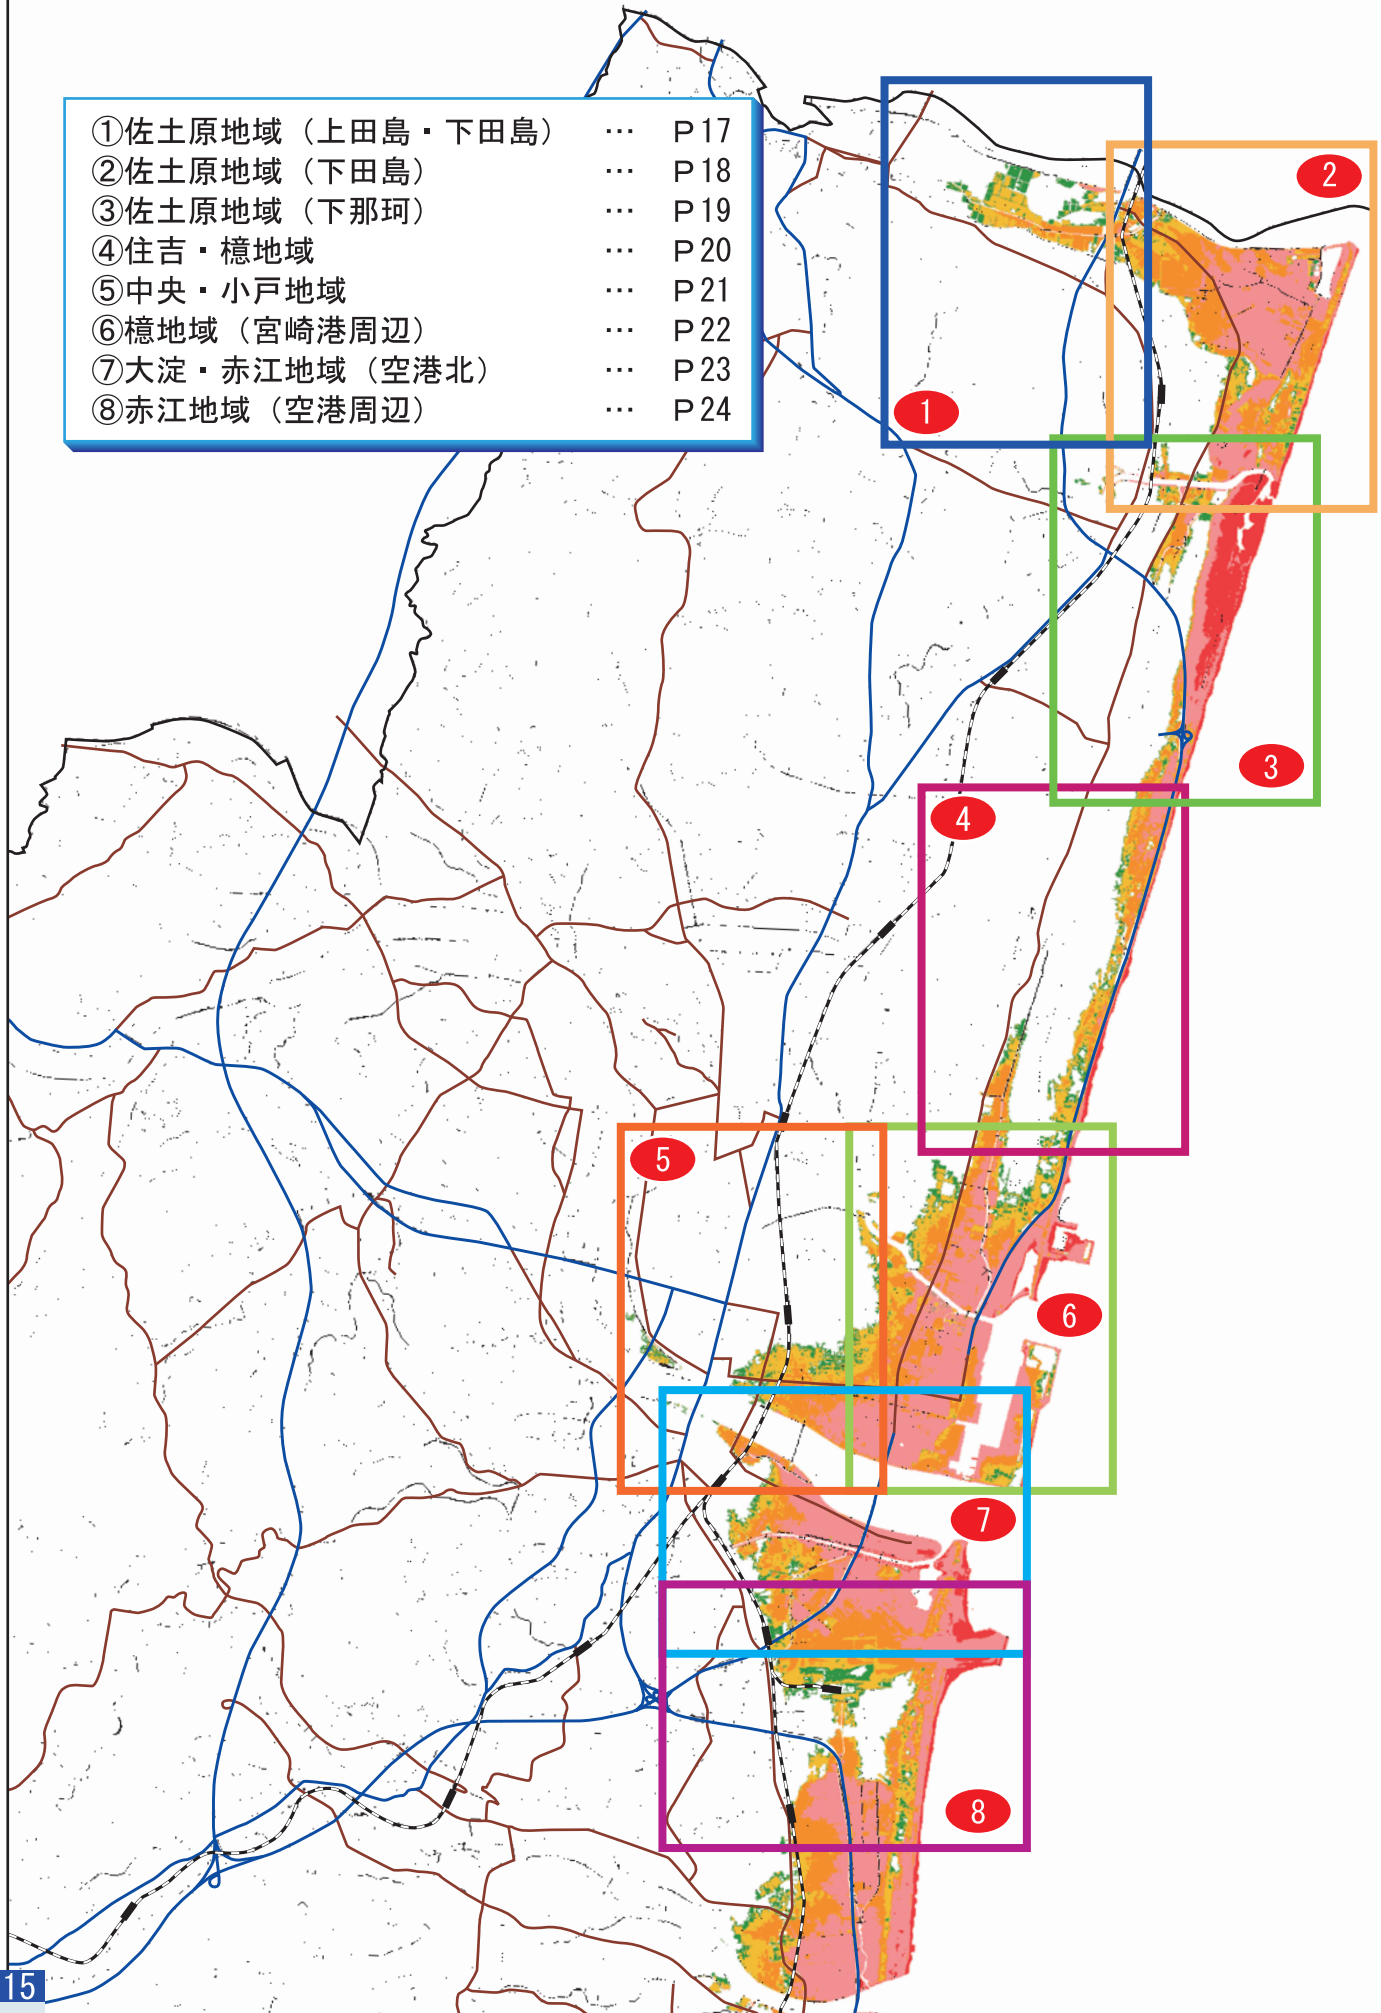 ①佐土原地域（上田島・下田島） … P17
②佐土原地域（下田島） … P18
③佐土原地域（下那珂） … P19
④住吉・檍地域 … P20
⑤中央・小戸地域 … P21
⑥檍地域（宮崎港周辺） … P22
⑦大淀・赤江地域（空港北） … P23
⑧赤江地域（空港周辺） … P24
2
1
3
4
5
6
7
8
15